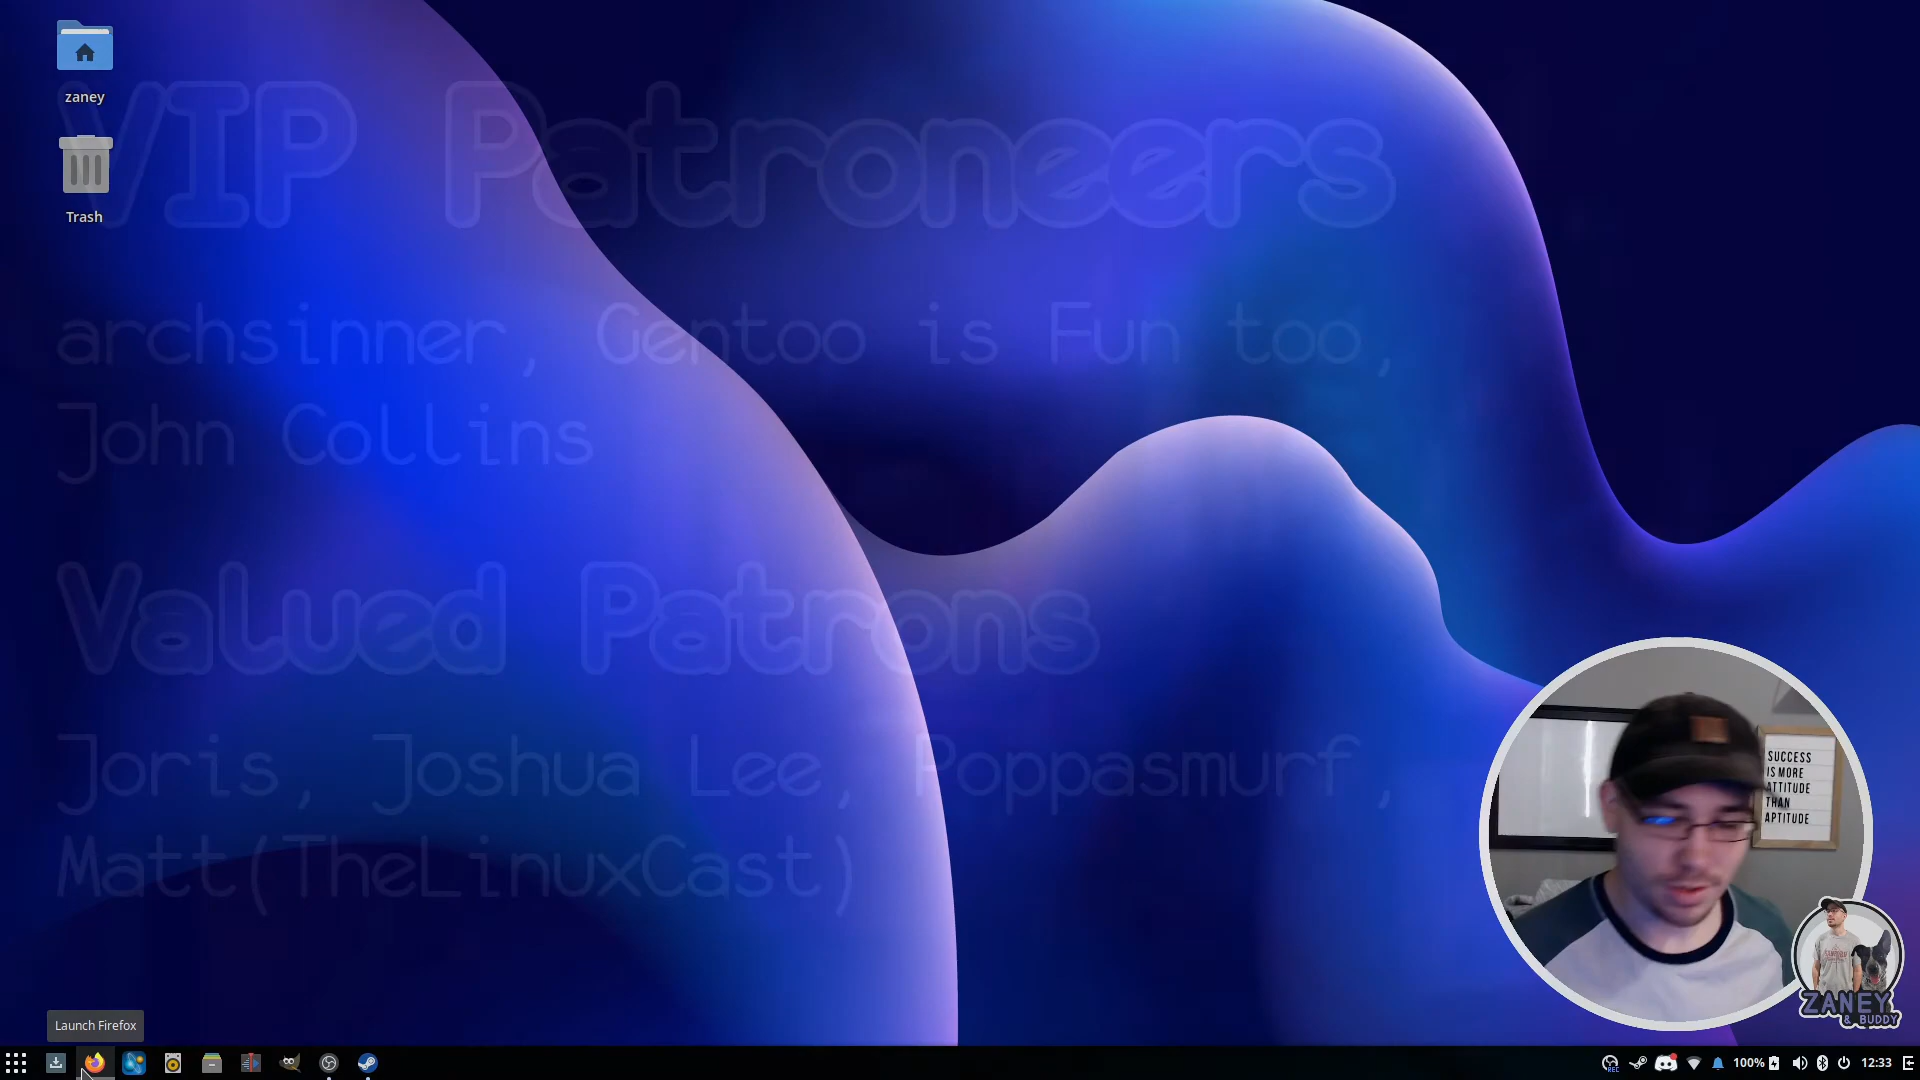 zaney
VIP Patroneers
Trash
archsinner, Gentoo is Fun too,
John Collins
Valued Patrons
Joris, Joshua Lee, Poppasmurf,
Matt(TheLinuxCast)
SUCCESS
IS MORE
ATTITUDE
THAN
APTITUDE
ZANEY
& BUDDY
Launch Firefox
REC
100%
12:33